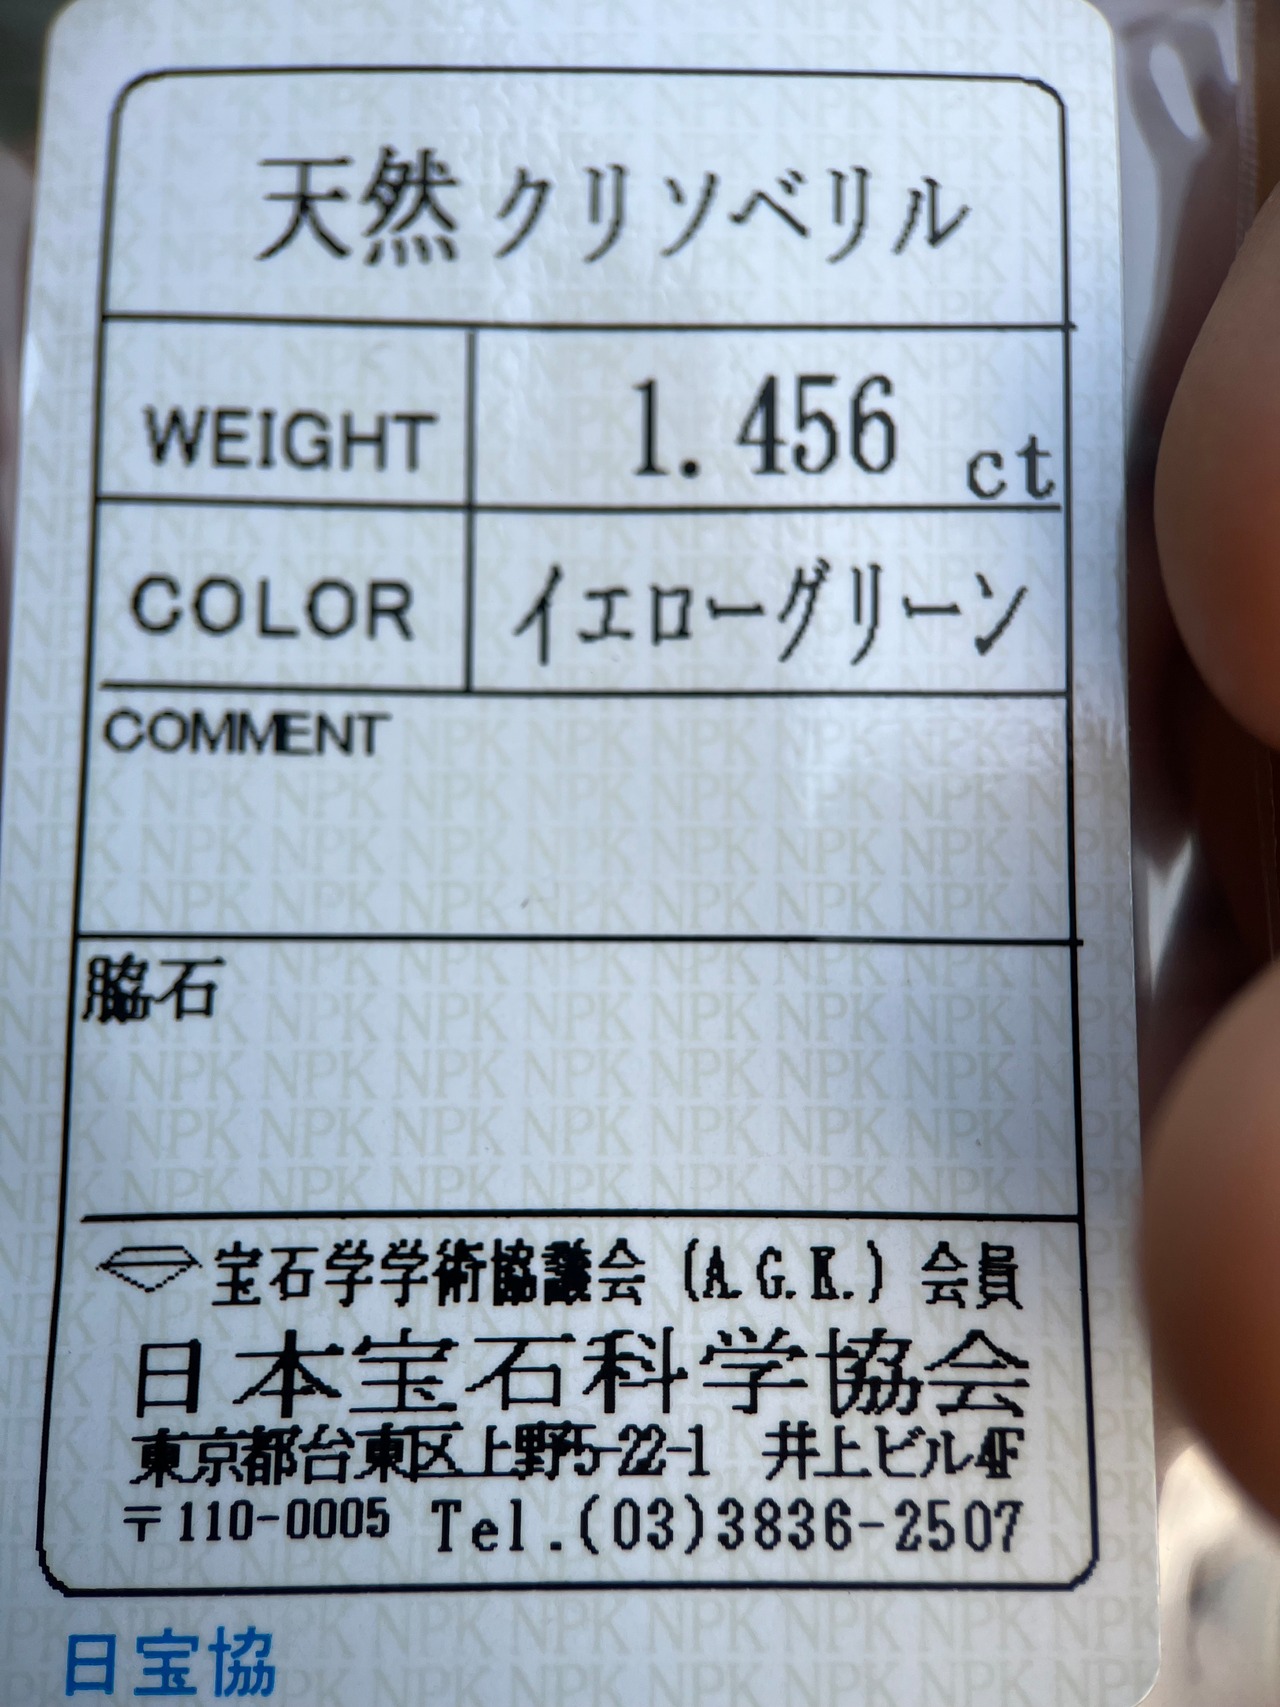 天然クリソベリル
WEIGHT 1.456 ct
COLOR イエローグリーン
COMMENT
脇石
宝石学学術協議会(A.G.K.)会員
日本宝石科学協会
東京都台東区上野5-22-1 井上ビル4F
〒110-0005 Tel.(03)3836-2507
日宝協